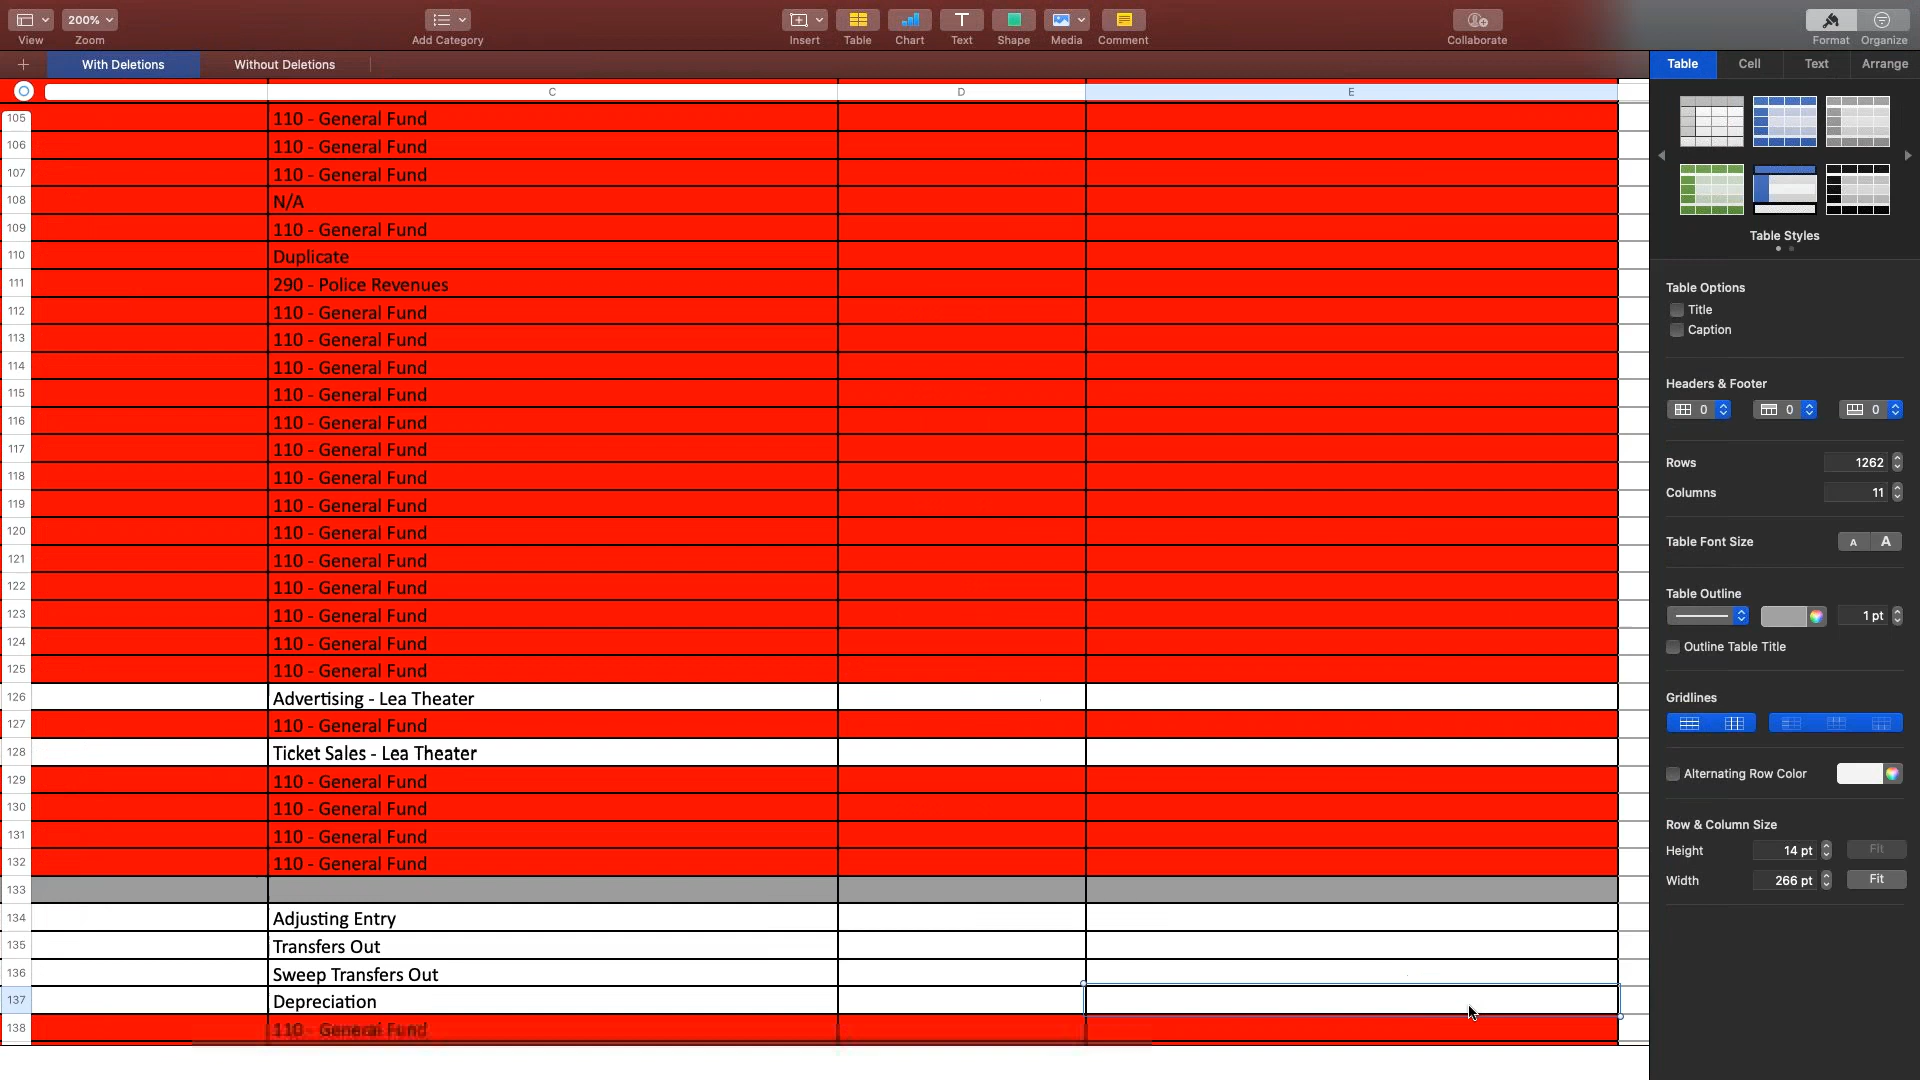 200%
View
Zoom
Add Category
Insert
Table
Chart
T
Text
Shape
Media
Comment
Collaborate
Format
Organize
With Deletions
Without Deletions
Table
Cell
Text
Arrange
C
D
E
105 110 - General Fund
106 110 - General Fund
107 110 - General Fund
108 N/A
109 110 - General Fund
110 Duplicate
111 290 - Police Revenues
112 110 - General Fund
113 110 - General Fund
114 110 - General Fund
115 110 - General Fund
116 110 - General Fund
117 110 - General Fund
118 110 - General Fund
119 110 - General Fund
120 110 - General Fund
121 110 - General Fund
122 110 - General Fund
123 110 - General Fund
124 110 - General Fund
125 110 - General Fund
126 Advertising - Lea Theater
127 110 - General Fund
128 Ticket Sales - Lea Theater
129 110 - General Fund
130 110 - General Fund
131 110 - General Fund
132 110 - General Fund
133
134 Adjusting Entry
135 Transfers Out
136 Sweep Transfers Out
137 Depreciation
138 110 - General Fund
Table Styles
Table Options
Title
Caption
Headers & Footer
0 0 0
Rows 1262
Columns 11
Table Font Size A A
Table Outline
1 pt
Outline Table Title
Gridlines
Alternating Row Color
Row & Column Size
Height 14 pt Fit
Width 266 pt Fit